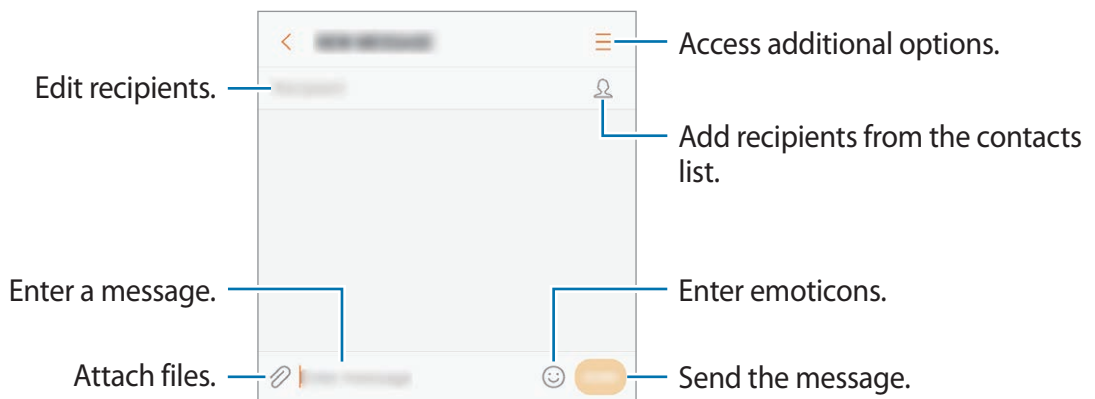 Access additional options.
Edit recipients.
Add recipients from the contacts
list.
Enter a message.
Enter emoticons.
Attach files.
Send the message.